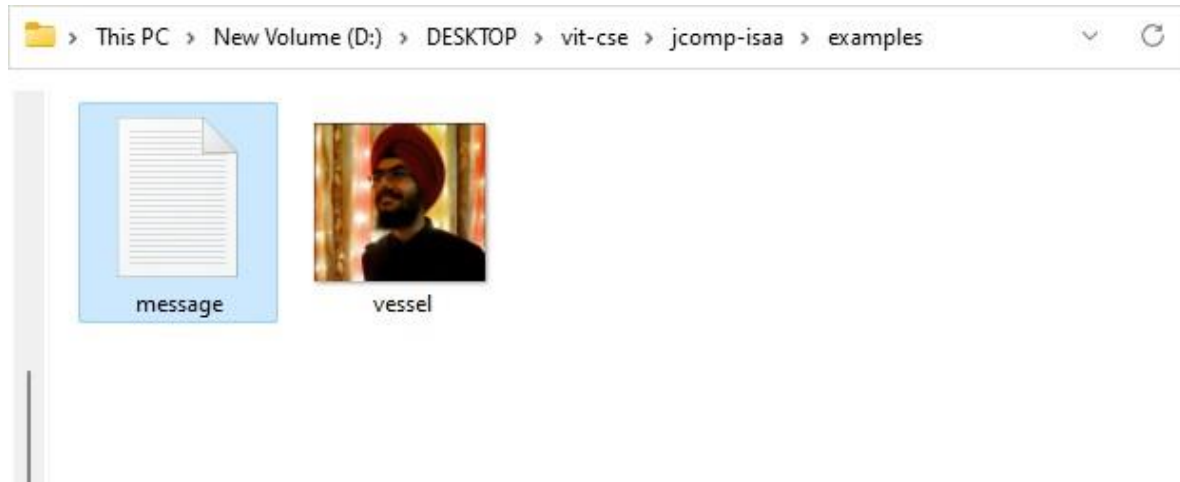 This PC > New Volume (D:) > DESKTOP > vit-cse > jcomp-isaa > examples
message
vessel